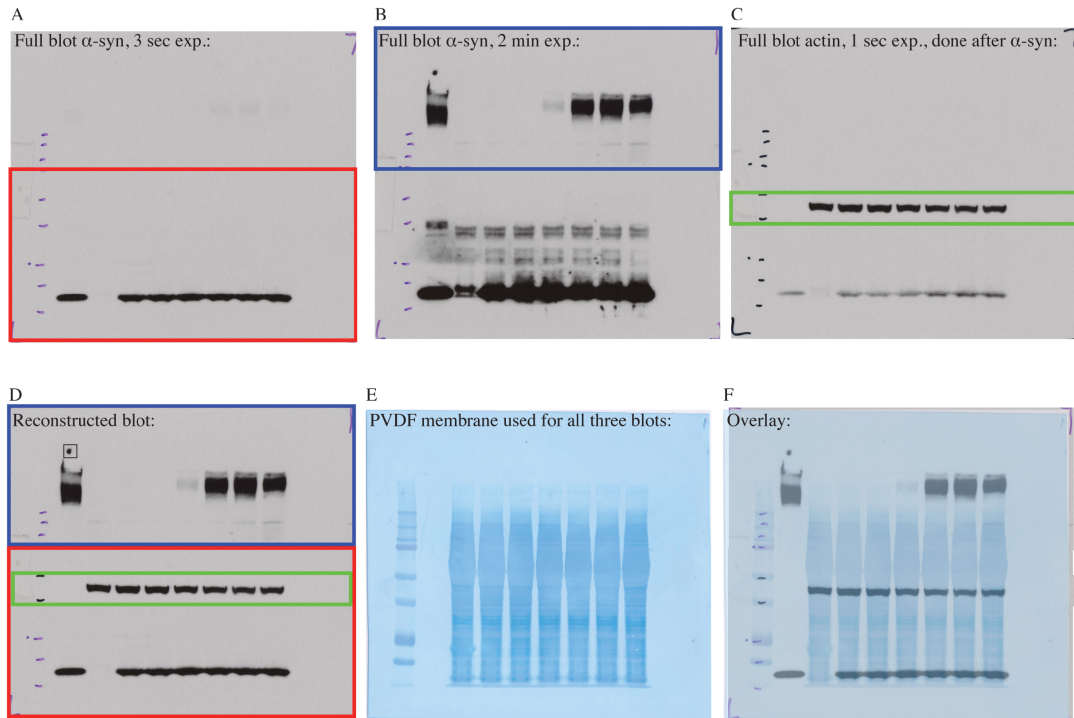 A
Full blot α-syn, 3 sec exp.:
B
Full blot α-syn, 2 min exp.:
C
Full blot actin, 1 sec exp., done after α-syn:
D
Reconstructed blot:
E
PVDF membrane used for all three blots:
F
Overlay: